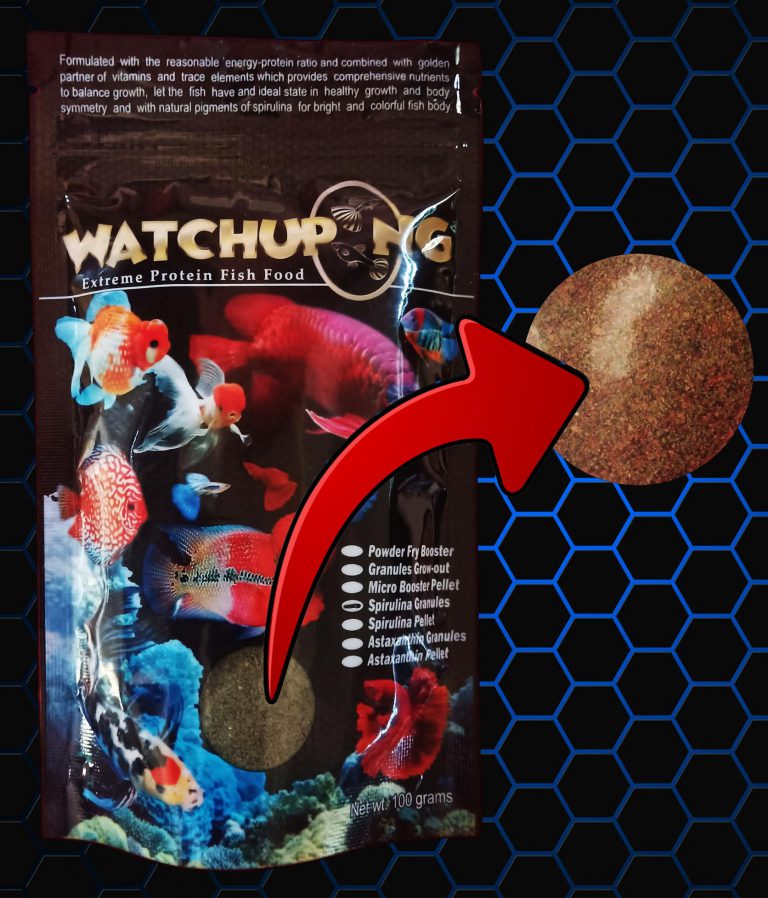 Formulated with the reasonable energy-protein ratio and combined with golden
partner of vitamins and trace elements which provides comprehensive nutrients
to balance growth, let the fish have and ideal state in healthy growth and body
symmetry and with natural pigments of spirulina for bright and colorful fish body.
WATCHUP NG
Extreme Protein Fish Food
Powder Fry Booster
Granules Grow-out
Micro Booster Pellet
Spirulina Granules
Spirulina Pellet
Astaxanthin Granules
Astaxanthin Pellet
Net wt. 100 grams